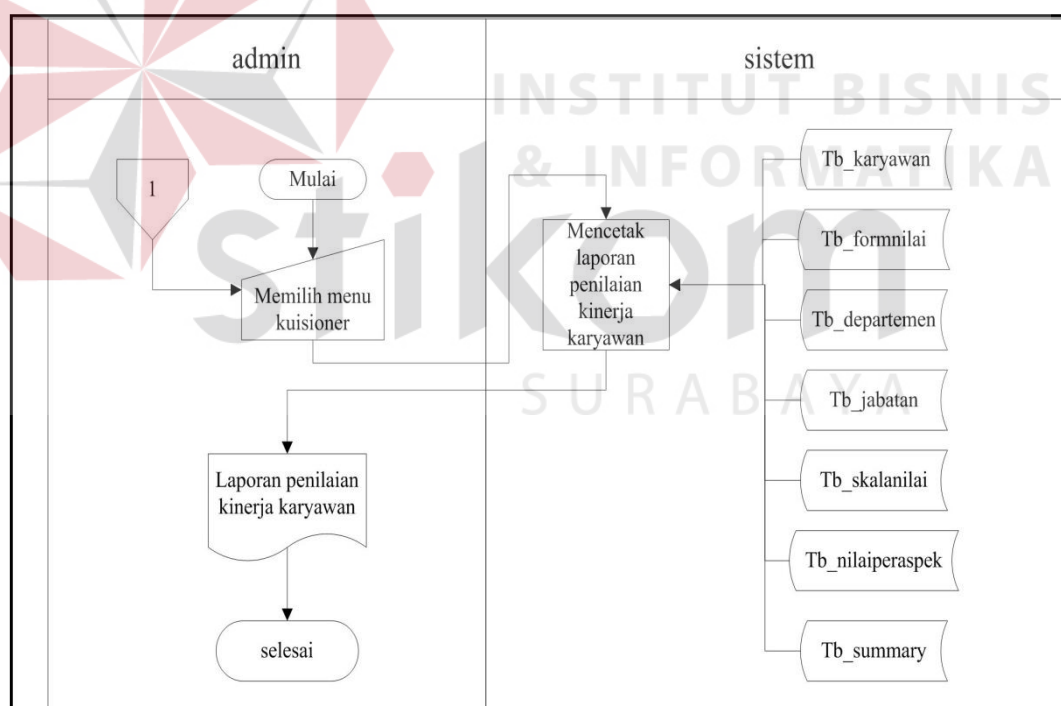 admin
sistem
INSTITUT BISNIS
& INFORMATIKA
stikom
SURABAYA
1
Mulai
Memilih menu
kuisioner
Mencetak
laporan
penilaian
kinerja
karyawan
Laporan penilaian
kinerja karyawan
selesai
Tb_karyawan
Tb_formnilai
Tb_departemen
Tb_jabatan
Tb_skalanilai
Tb_nilaiperaspek
Tb_summary